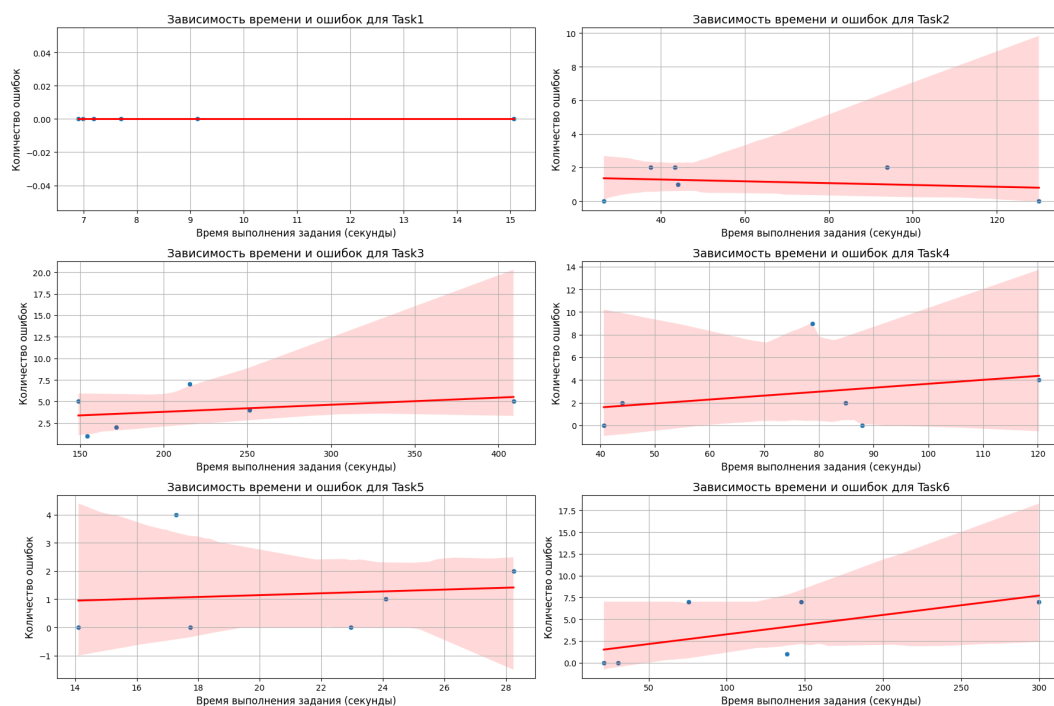 Зависимость времени и ошибок для Task1
Количество ошибок
0.04
0.02
0.00
−0.02
−0.04
7 8 9 10 11 12 13 14 15
Время выполнения задания (секунды)
Зависимость времени и ошибок для Task2
Количество ошибок
10
8
6
4
2
0
40 60 80 100 120
Время выполнения задания (секунды)
Зависимость времени и ошибок для Task3
Количество ошибок
20.0
17.5
15.0
12.5
10.0
7.5
5.0
2.5
150 200 250 300 350 400
Время выполнения задания (секунды)
Зависимость времени и ошибок для Task4
Количество ошибок
14
12
10
8
6
4
2
0
40 50 60 70 80 90 100 110 120
Время выполнения задания (секунды)
Зависимость времени и ошибок для Task5
Количество ошибок
4
3
2
1
0
−1
14 16 18 20 22 24 26 28
Время выполнения задания (секунды)
Зависимость времени и ошибок для Task6
Количество ошибок
17.5
15.0
12.5
10.0
7.5
5.0
2.5
0.0
50 100 150 200 250 300
Время выполнения задания (секунды)